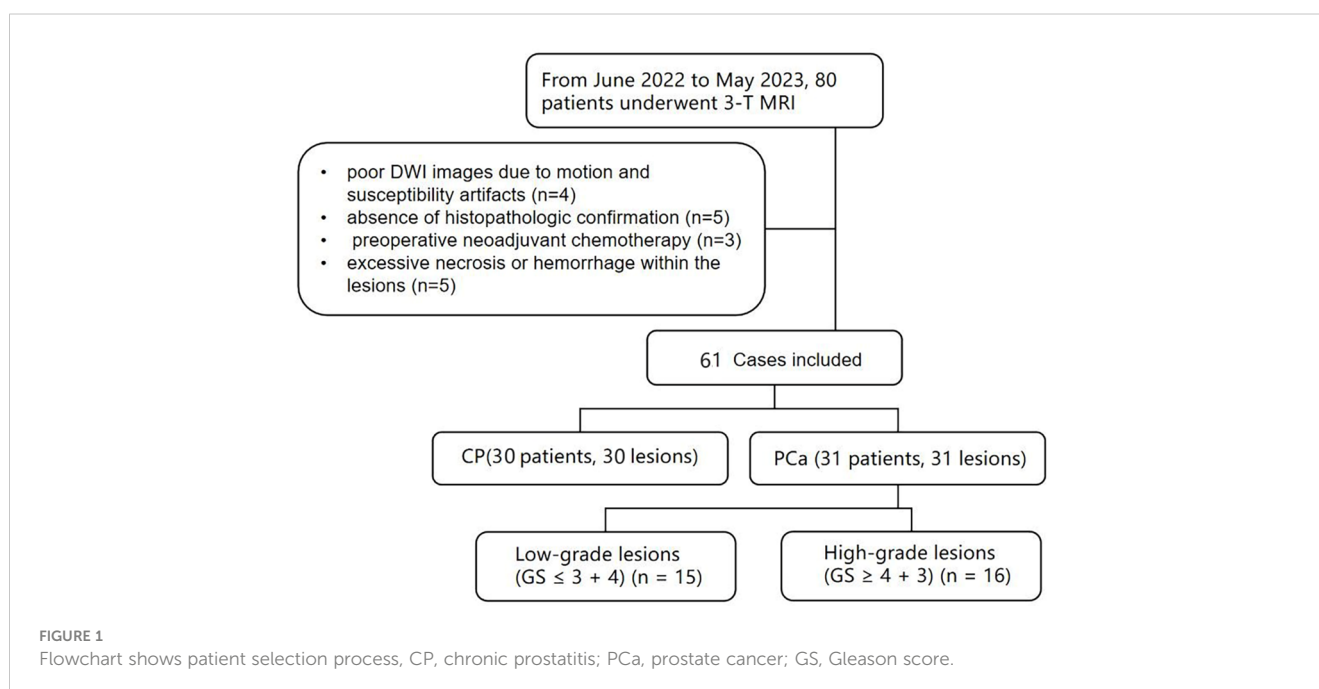 From June 2022 to May 2023, 80
patients underwent 3-T MRI
• poor DWI images due to motion and
susceptibility artifacts (n=4)
• absence of histopathologic confirmation (n=5)
• preoperative neoadjuvant chemotherapy (n=3)
• excessive necrosis or hemorrhage within the
lesions (n=5)
61 Cases included
CP(30 patients, 30 lesions)
PCa (31 patients, 31 lesions)
Low-grade lesions
(GS ≤ 3 + 4) (n = 15)
High-grade lesions
(GS ≥ 4 + 3) (n = 16)
FIGURE 1
Flowchart shows patient selection process, CP, chronic prostatitis; PCa, prostate cancer; GS, Gleason score.